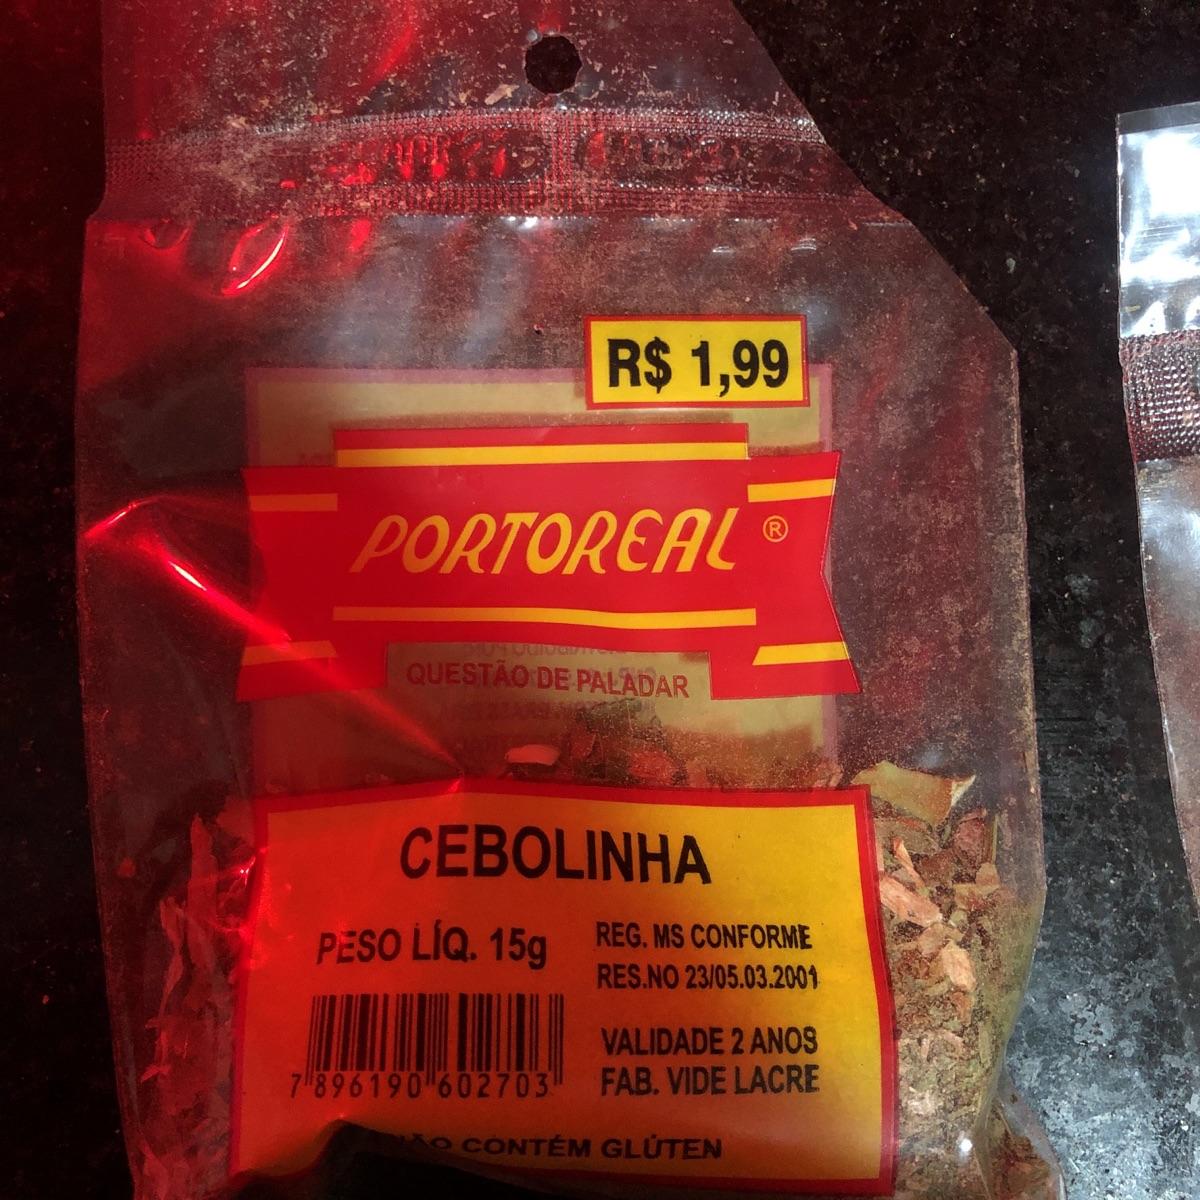 R$ 1,99
PORTOREAL ®
QUESTÃO DE PALADAR
CEBOLINHA
PESO LÍQ. 15g
REG. MS CONFORME
RES.NO 23/05.03.2001
7 896190 602703
VALIDADE 2 ANOS
FAB. VIDE LACRE
NÃO CONTÉM GLÚTEN